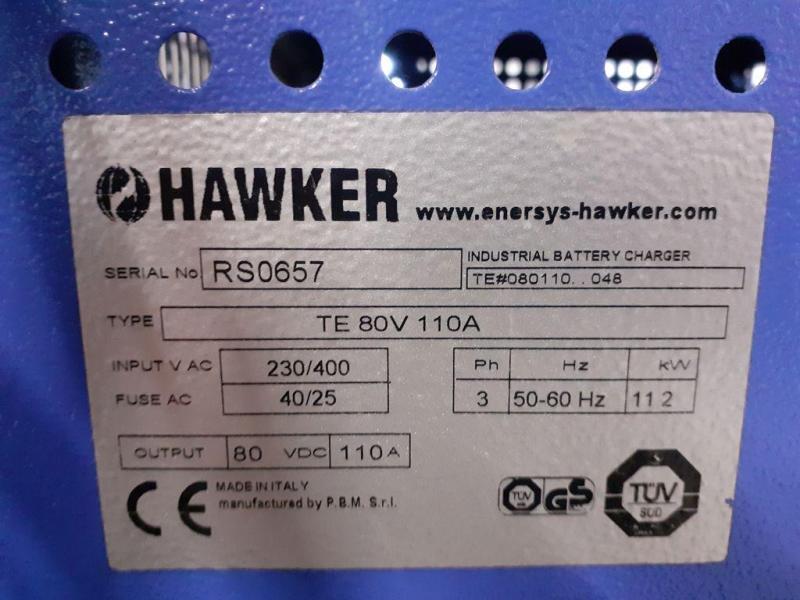 HAWKER www.enersys-hawker.com
SERIAL No RS0657
INDUSTRIAL BATTERY CHARGER
TE#080110..048
TYPE TE 80V 110A
INPUT V AC 230/400
FUSE AC 40/25
Ph Hz kW
3 50-60 Hz 11 2
OUTPUT 80 VDC 110 A
CE MADE IN ITALY
manufactured by P.B.M. S.r.l.
TÜV GS
TÜV
SÜD